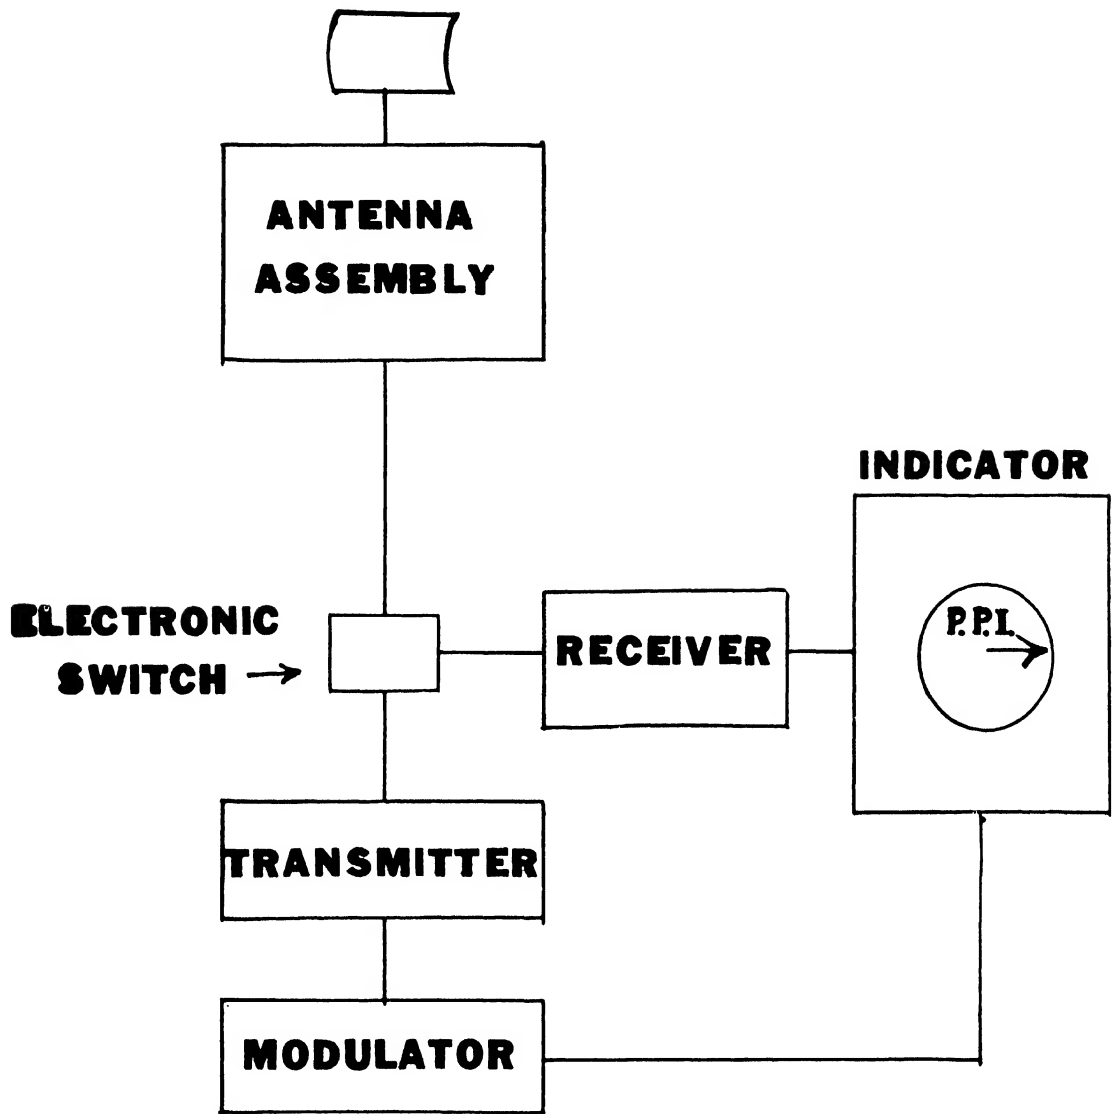 ANTENNA
ASSEMBLY
INDICATOR
ELECTRONIC
SWITCH →
P.P.I.
RECEIVER
TRANSMITTER
MODULATOR